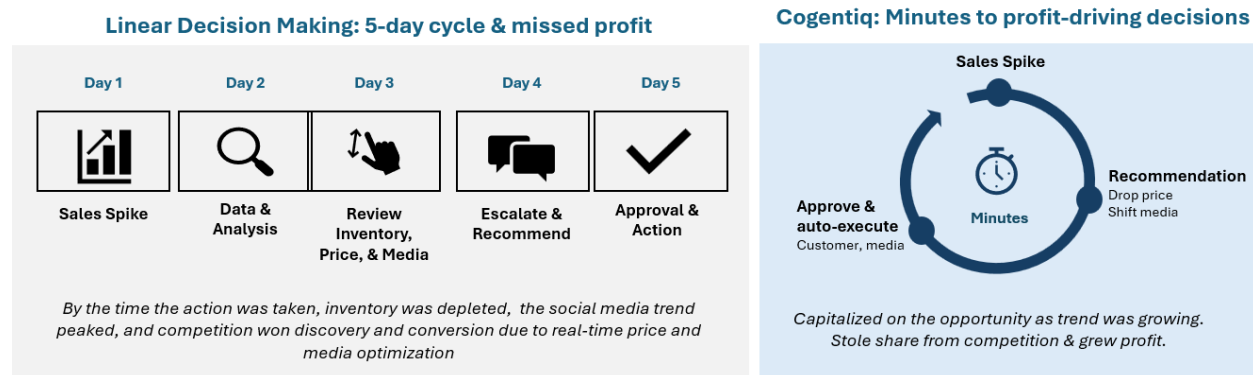 Linear Decision Making: 5-day cycle & missed profit
Day 1
Day 2
Day 3
Day 4
Day 5
Sales Spike
Data &
Analysis
Review
Inventory,
Price, & Media
Escalate &
Recommend
Approval &
Action
By the time the action was taken, inventory was depleted, the social media trend
peaked, and competition won discovery and conversion due to real-time price and
media optimization
Cogentiq: Minutes to profit-driving decisions
Sales Spike
Recommendation
Drop price
Shift media
Minutes
Approve &
auto-execute
Customer, media
Capitalized on the opportunity as trend was growing.
Stole share from competition & grew profit.